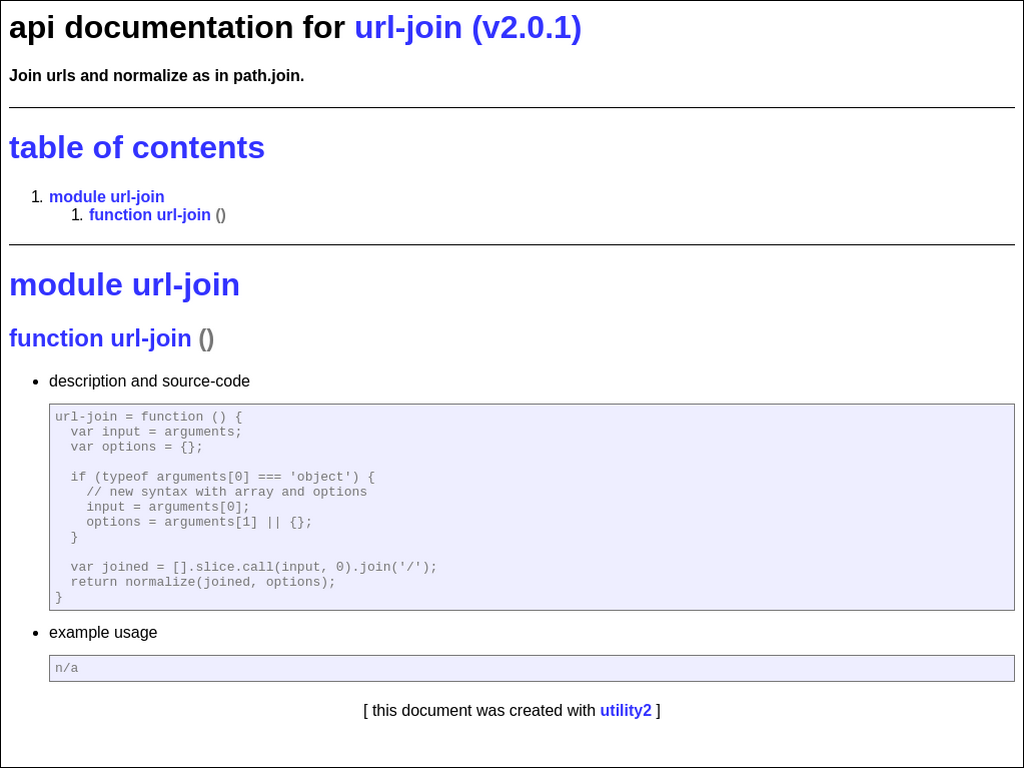 api documentation for url-join (v2.0.1)
Join urls and normalize as in path.join.
table of contents
1. module url-join
1. function url-join ()
module url-join
function url-join ()
• description and source-code
url-join = function () {
  var input = arguments;
  var options = {};

  if (typeof arguments[0] === 'object') {
    // new syntax with array and options
    input = arguments[0];
    options = arguments[1] || {};
  }

  var joined = [].slice.call(input, 0).join('/');
  return normalize(joined, options);
}
• example usage
n/a
[ this document was created with utility2 ]